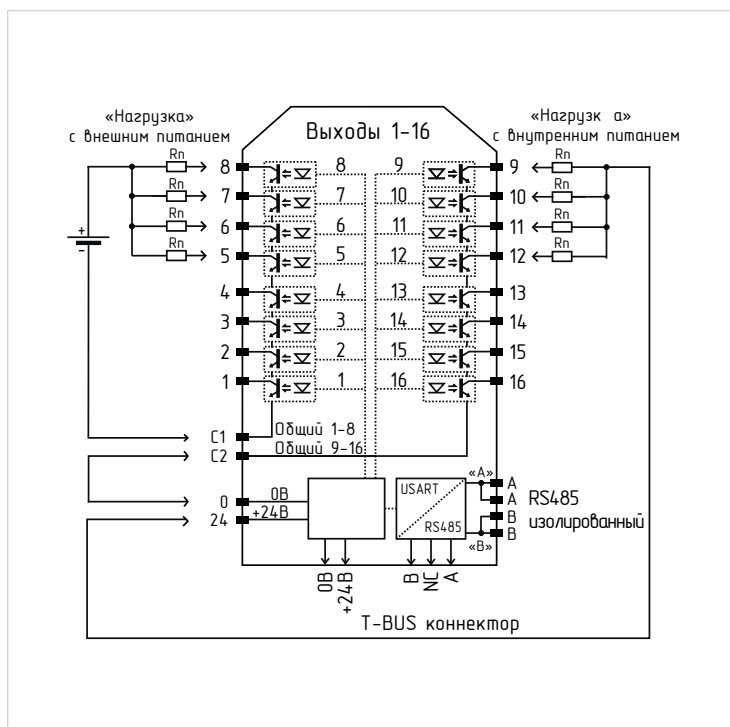 «Нагрузка»
с внешним питанием
Выходы 1-16
«Нагрузк а»
с внутренним питанием
Rn 8 8 9 9 Rn
Rn 7 7 10 10 Rn
Rn 6 6 11 11 Rn
Rn 5 5 12 12 Rn
+
−
4 4 13 13
3 3 14 14
2 2 15 15
1 1 16 16
C1 Общий 1-8
C2 Общий 9-16
0 0В
24 +24В
USART
RS485
«А» А
А
В
«В» В
RS485
изолированный
0В
+24В
В
NC
А
T-BUS коннектор